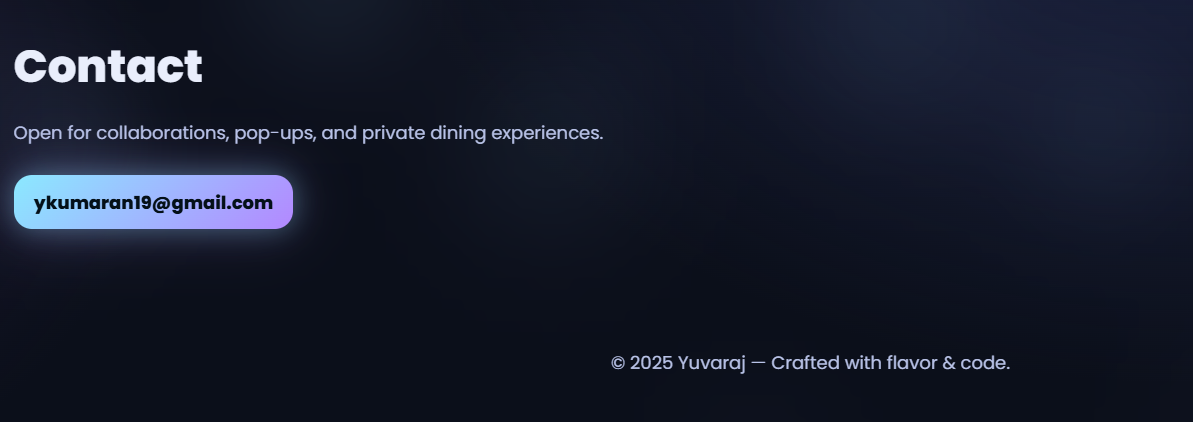 Contact
Open for collaborations, pop-ups, and private dining experiences.
ykumaran19@gmail.com
© 2025 Yuvaraj — Crafted with flavor & code.